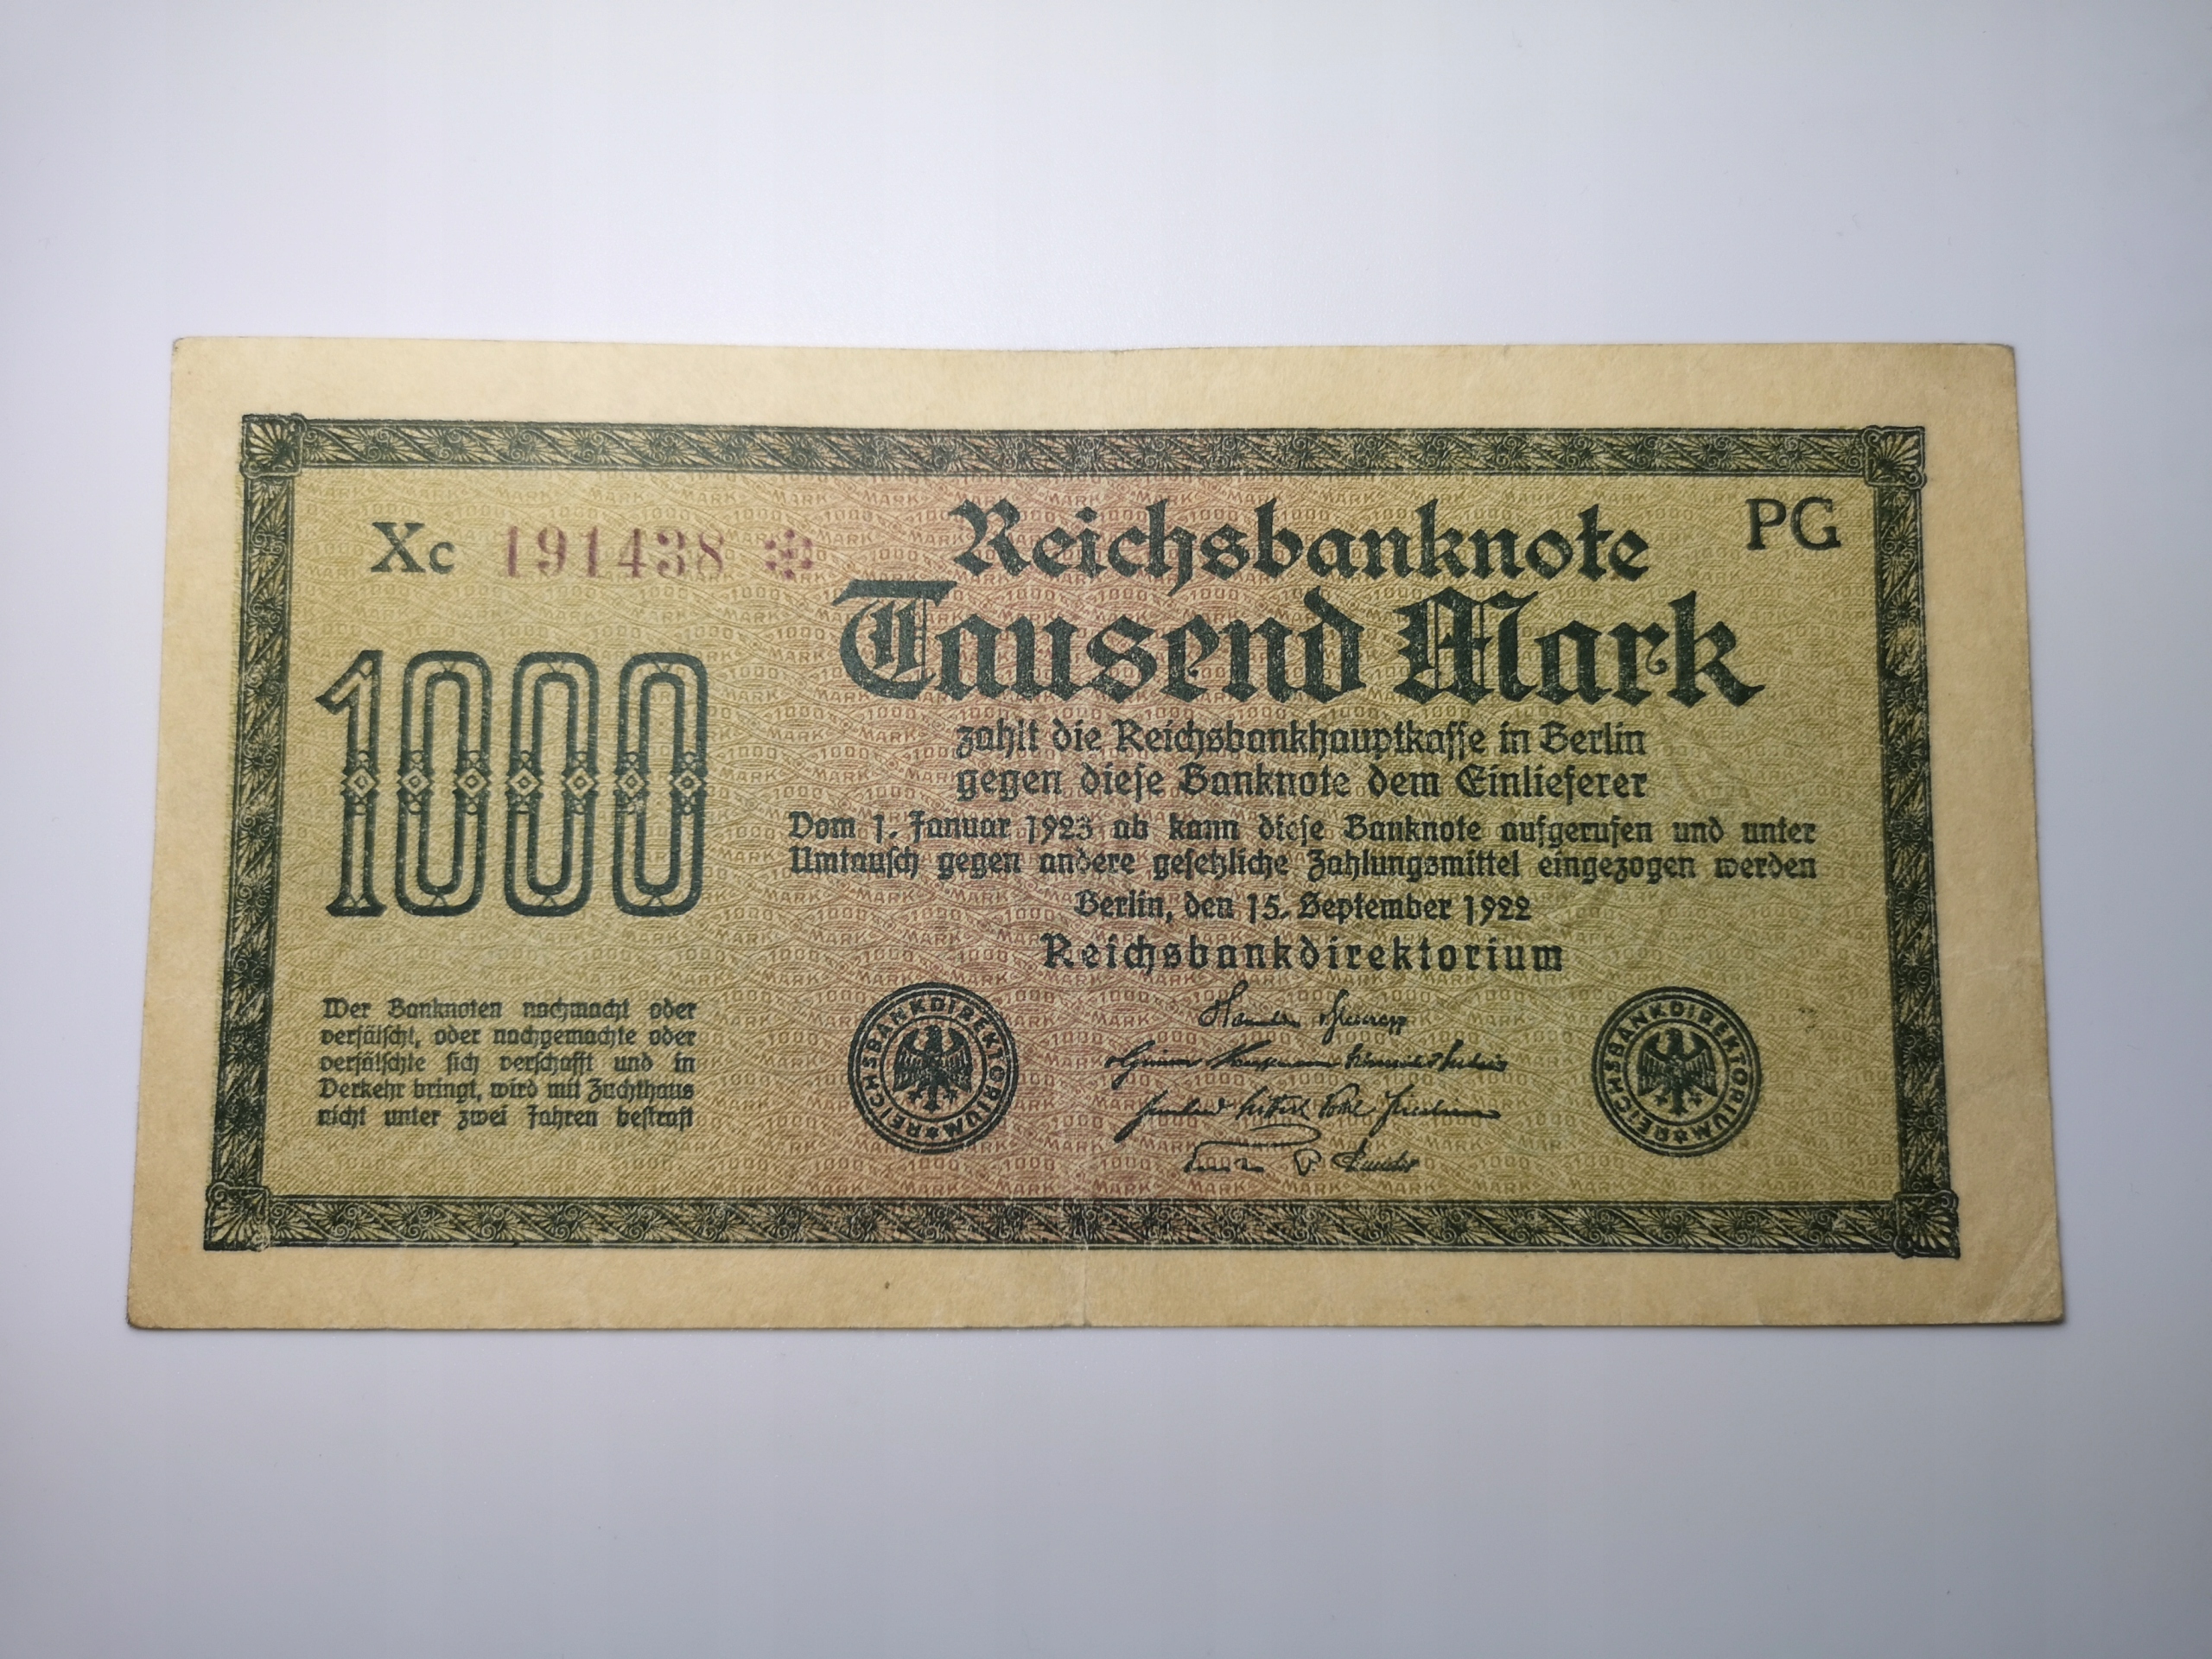 Xc 191438
Reichsbanknote
PG
Tausend Mark
1000
zahlt die Reichsbankhauptkasse in Berlin
gegen diese Banknote dem Einlieferer
Vom 1. Januar 1923 ab kann diese Banknote aufgerufen und unter
Umtausch gegen andere gesetzliche Zahlungsmittel eingezogen werden
Berlin, den 15. September 1922
Reichsbankdirektorium
Wer Banknoten nachmacht oder
verfälscht, oder nachgemachte oder
verfälschte sich verschafft und in
Verkehr bringt, wird mit Zuchthaus
nicht unter zwei Jahren bestraft
REICHSBANKDIREKTORIUM
REICHSBANKDIREKTORIUM